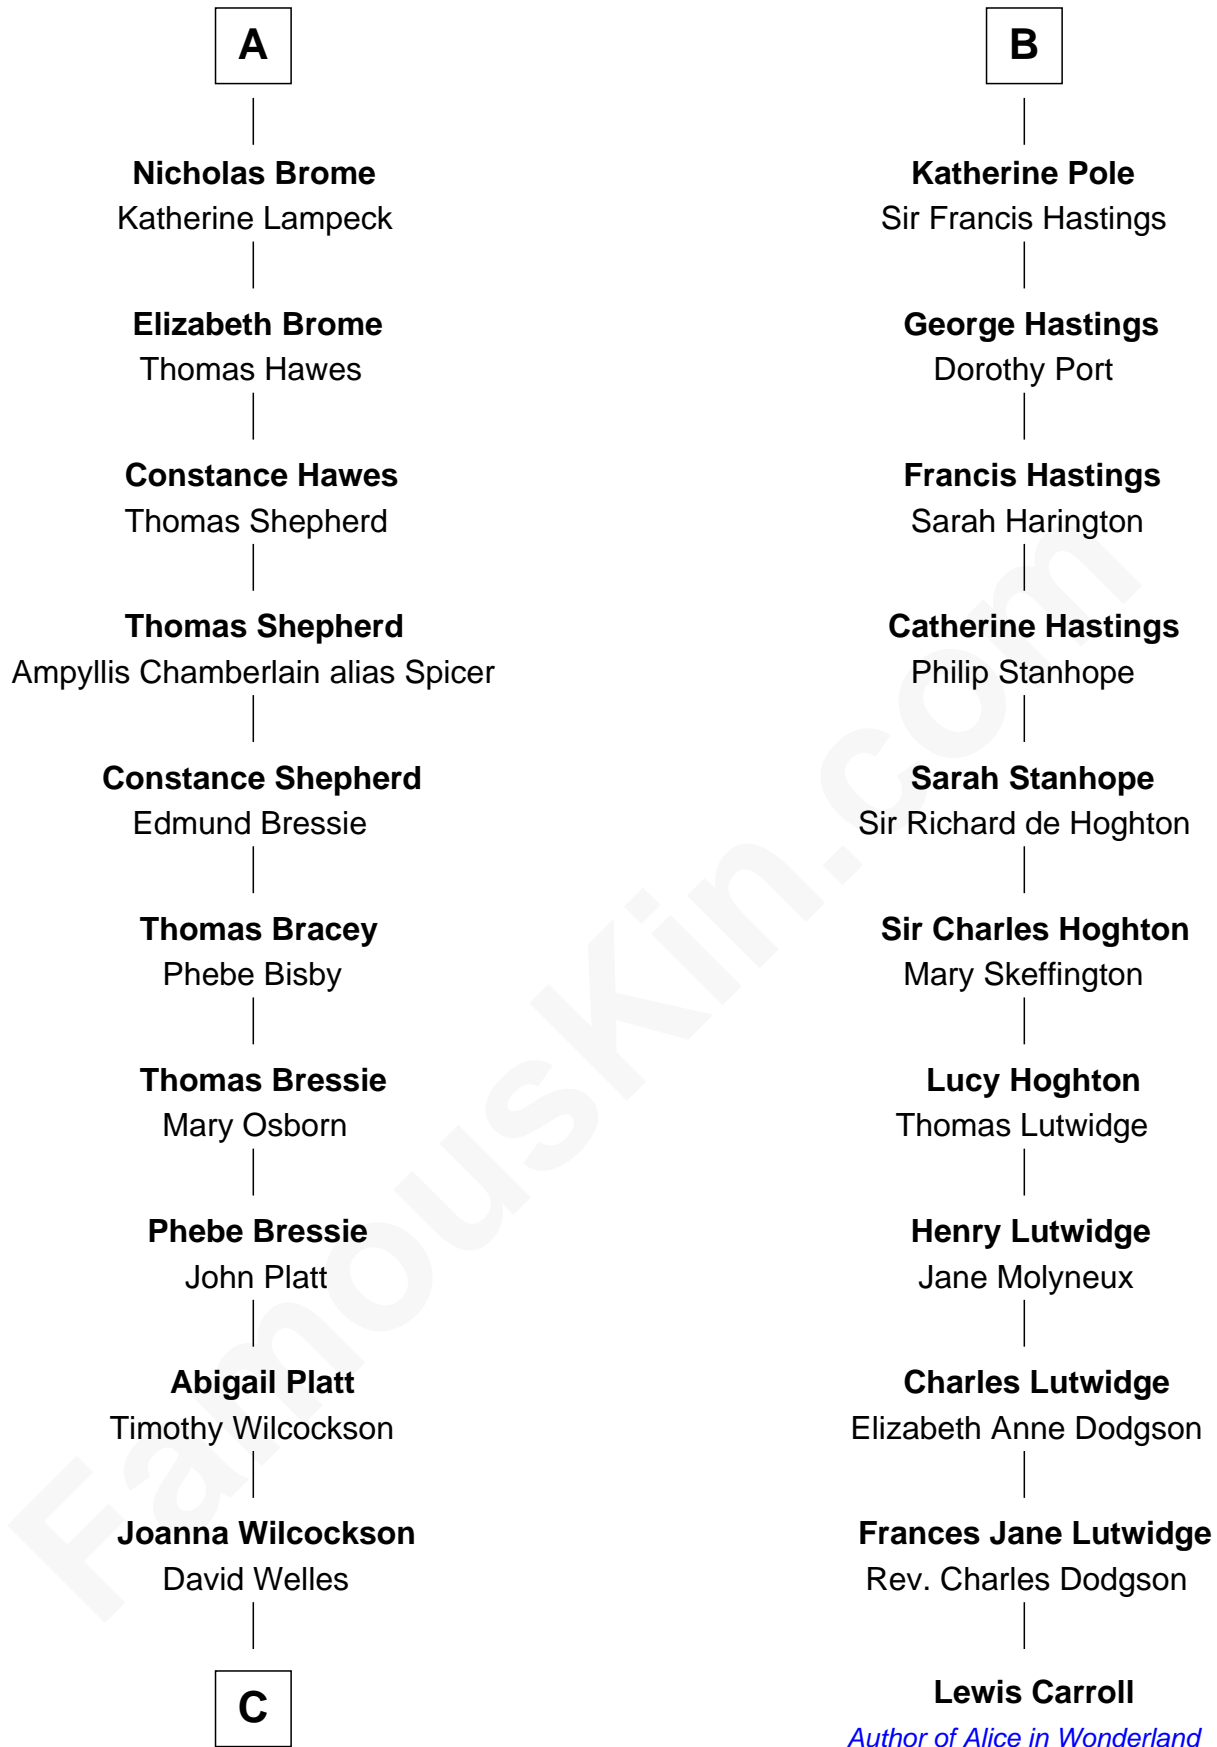 A
Nicholas Brome
Katherine Lampeck
Elizabeth Brome
Thomas Hawes
Constance Hawes
Thomas Shepherd
Thomas Shepherd
Ampyllis Chamberlain alias Spicer
Constance Shepherd
Edmund Bressie
Thomas Bracey
Phebe Bisby
Thomas Bressie
Mary Osborn
Phebe Bressie
John Platt
Abigail Platt
Timothy Wilcockson
Joanna Wilcockson
David Welles
C
B
Katherine Pole
Sir Francis Hastings
George Hastings
Dorothy Port
Francis Hastings
Sarah Harington
Catherine Hastings
Philip Stanhope
Sarah Stanhope
Sir Richard de Hoghton
Sir Charles Hoghton
Mary Skeffington
Lucy Hoghton
Thomas Lutwidge
Henry Lutwidge
Jane Molyneux
Charles Lutwidge
Elizabeth Anne Dodgson
Frances Jane Lutwidge
Rev. Charles Dodgson
Lewis Carroll
Author of Alice in Wonderland
FamousKin.com